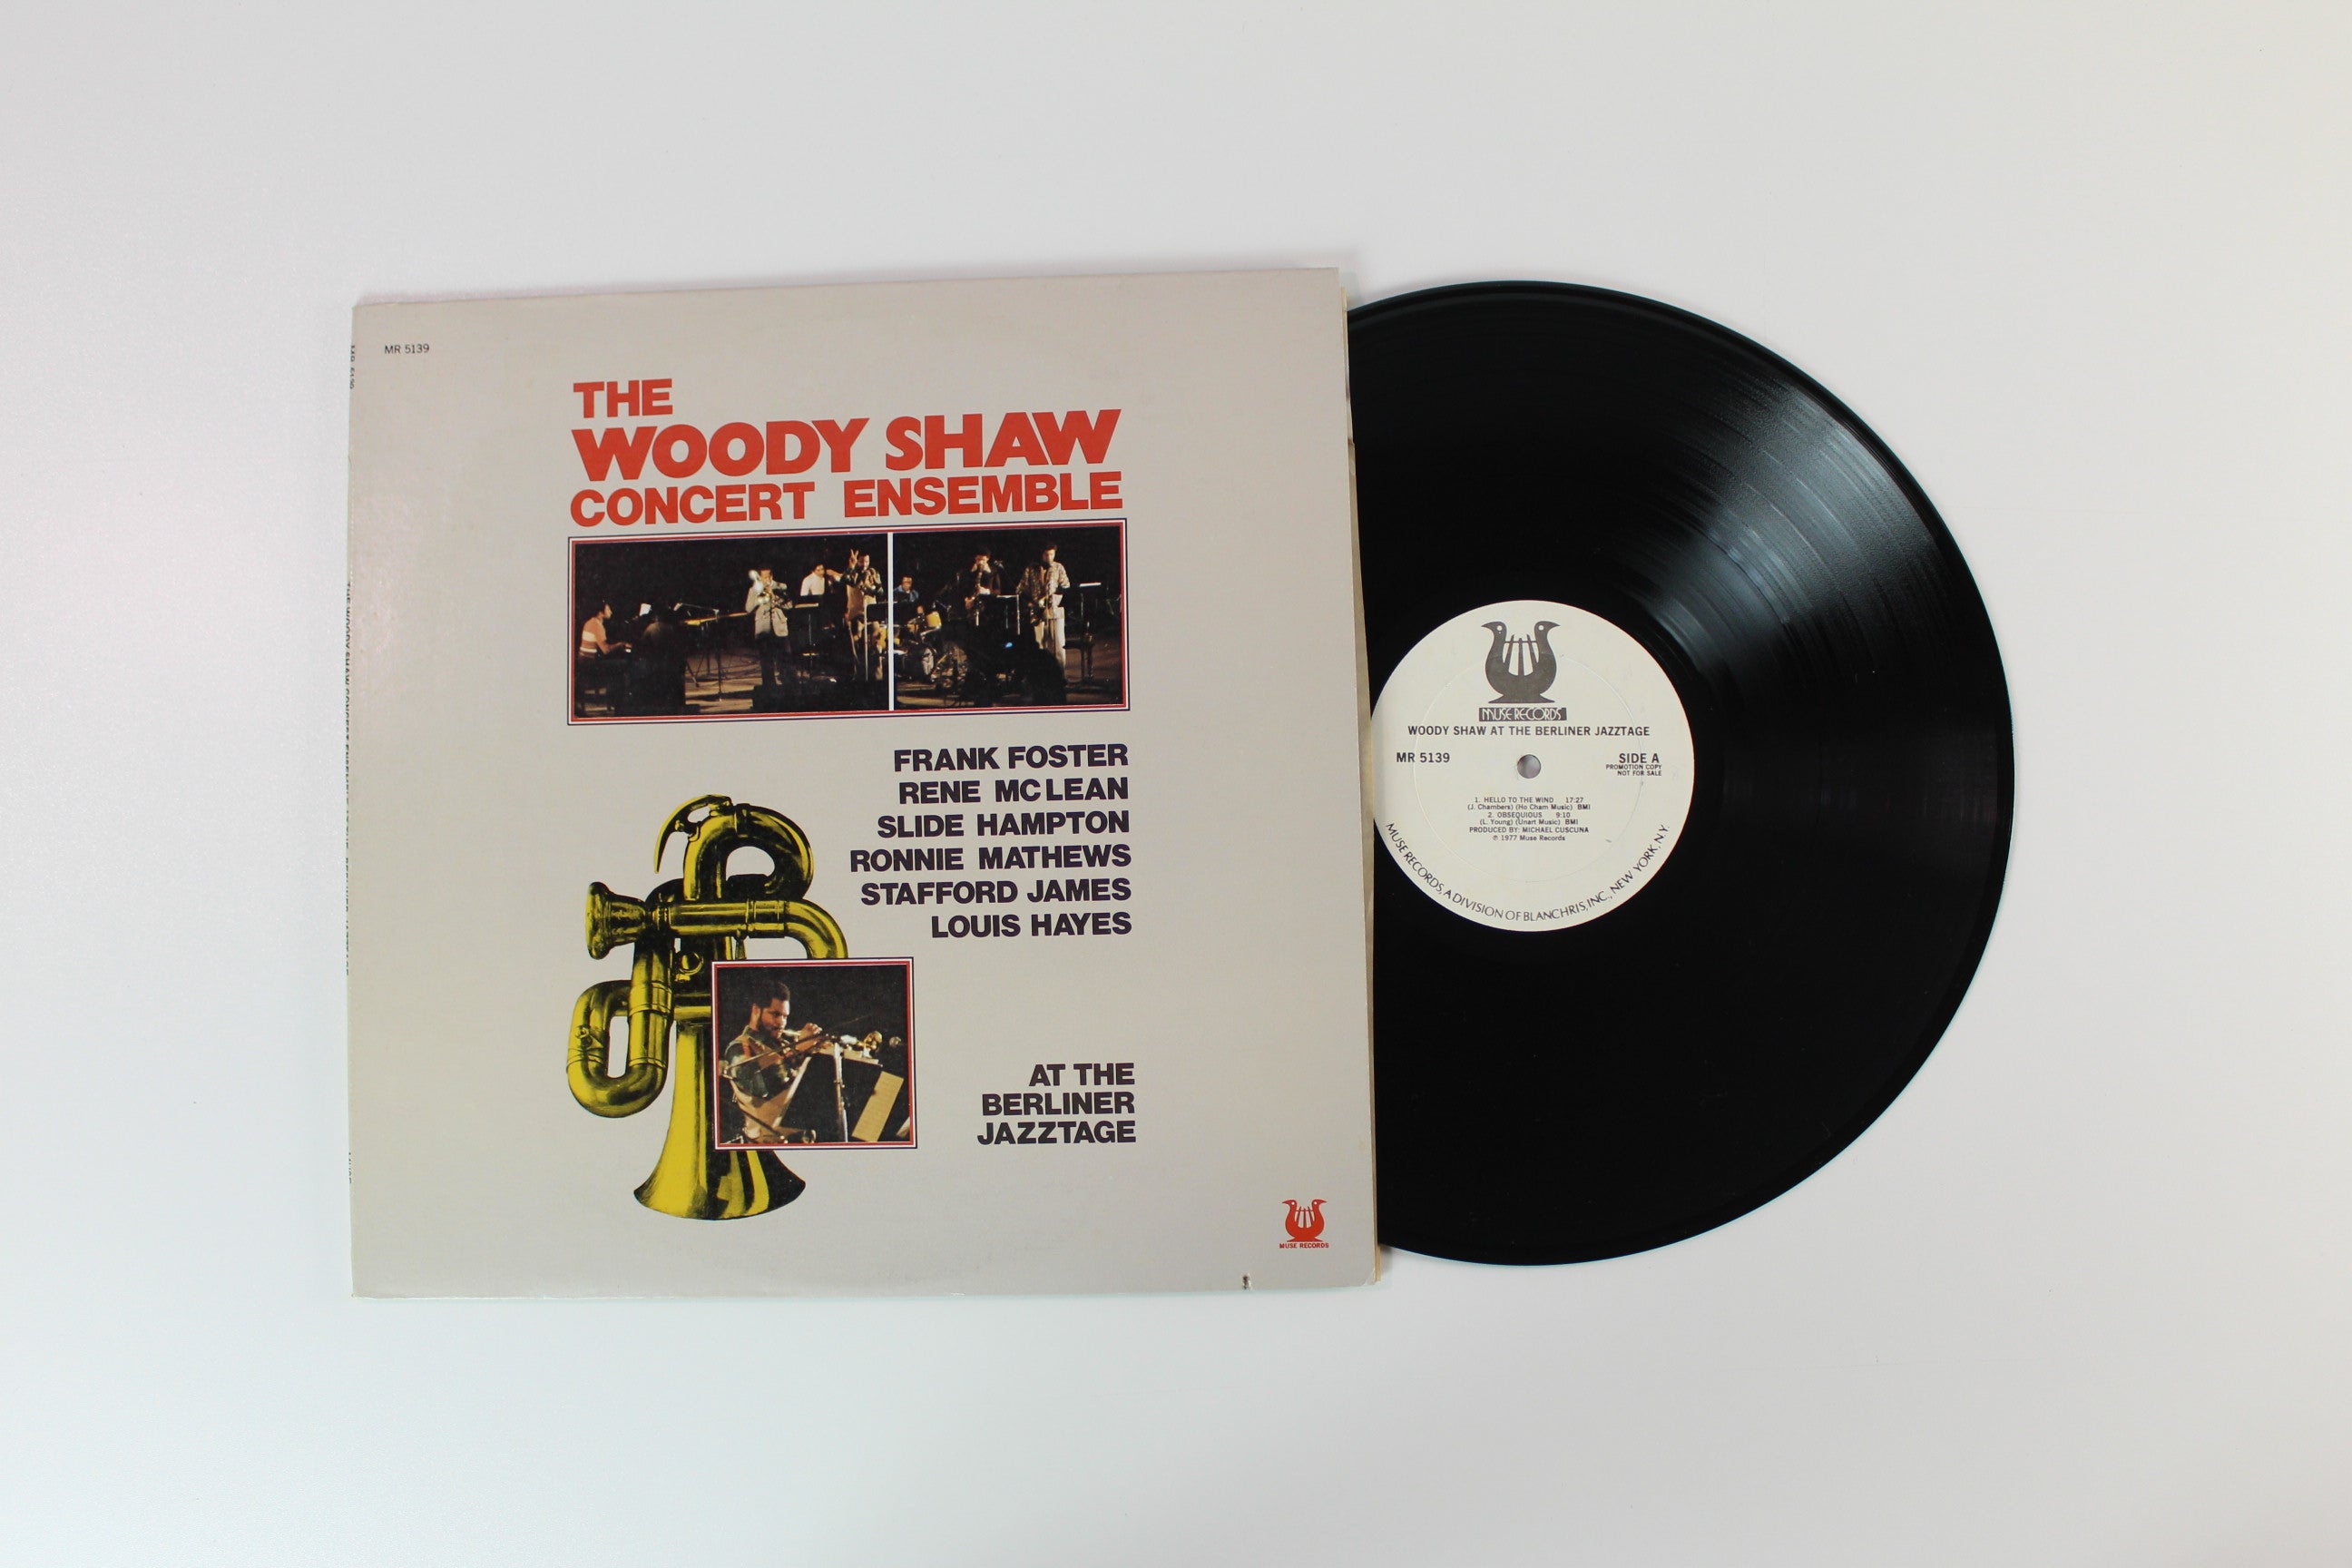 MR 5139
THE
WOODY SHAW
CONCERT ENSEMBLE
FRANK FOSTER
RENE MCLEAN
SLIDE HAMPTON
RONNIE MATHEWS
STAFFORD JAMES
LOUIS HAYES
AT THE
BERLINER
JAZZTAGE
MUSE RECORDS
MUSE RECORDS
WOODY SHAW AT THE BERLINER JAZZTAGE
MR 5139
SIDE A
PROMOTION COPY
NOT FOR SALE
1. HELLO TO THE WIND 17:27
(J. Chambers) (Ho Cham Music) BMI
2. OBSEQUIOUS 9:10
(L. Young) (Unart Music) BMI
PRODUCED BY: MICHAEL CUSCUNA
℗ 1977 Muse Records
MUSE RECORDS, A DIVISION OF BLANCHRIS, INC., NEW YORK, N.Y.